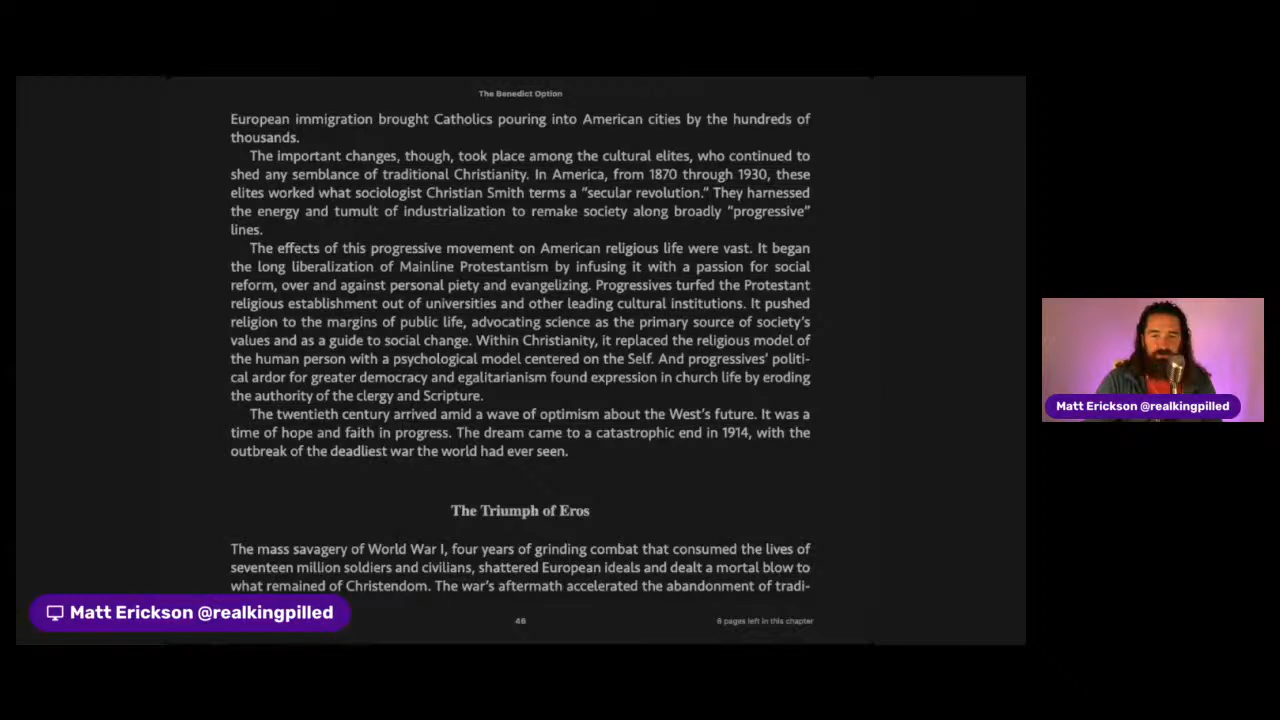 The Benedict Option
European immigration brought Catholics pouring into American cities by the hundreds of
thousands.
The important changes, though, took place among the cultural elites, who continued to
shed any semblance of traditional Christianity. In America, from 1870 through 1930, these
elites worked what sociologist Christian Smith terms a “secular revolution.” They harnessed
the energy and tumult of industrialization to remake society along broadly “progressive”
lines.
The effects of this progressive movement on American religious life were vast. It began
the long liberalization of Mainline Protestantism by infusing it with a passion for social
reform, over and against personal piety and evangelizing. Progressives turfed the Protestant
religious establishment out of universities and other leading cultural institutions. It pushed
religion to the margins of public life, advocating science as the primary source of society’s
values and as a guide to social change. Within Christianity, it replaced the religious model of
the human person with a psychological model centered on the Self. And progressives’ politi-
cal ardor for greater democracy and egalitarianism found expression in church life by eroding
the authority of the clergy and Scripture.
The twentieth century arrived amid a wave of optimism about the West’s future. It was a
time of hope and faith in progress. The dream came to a catastrophic end in 1914, with the
outbreak of the deadliest war the world had ever seen.
The Triumph of Eros
The mass savagery of World War I, four years of grinding combat that consumed the lives of
seventeen million soldiers and civilians, shattered European ideals and dealt a mortal blow to
what remained of Christendom. The war’s aftermath accelerated the abandonment of tradi-
46
8 pages left in this chapter
Matt Erickson @realkingpilled
Matt Erickson @realkingpilled